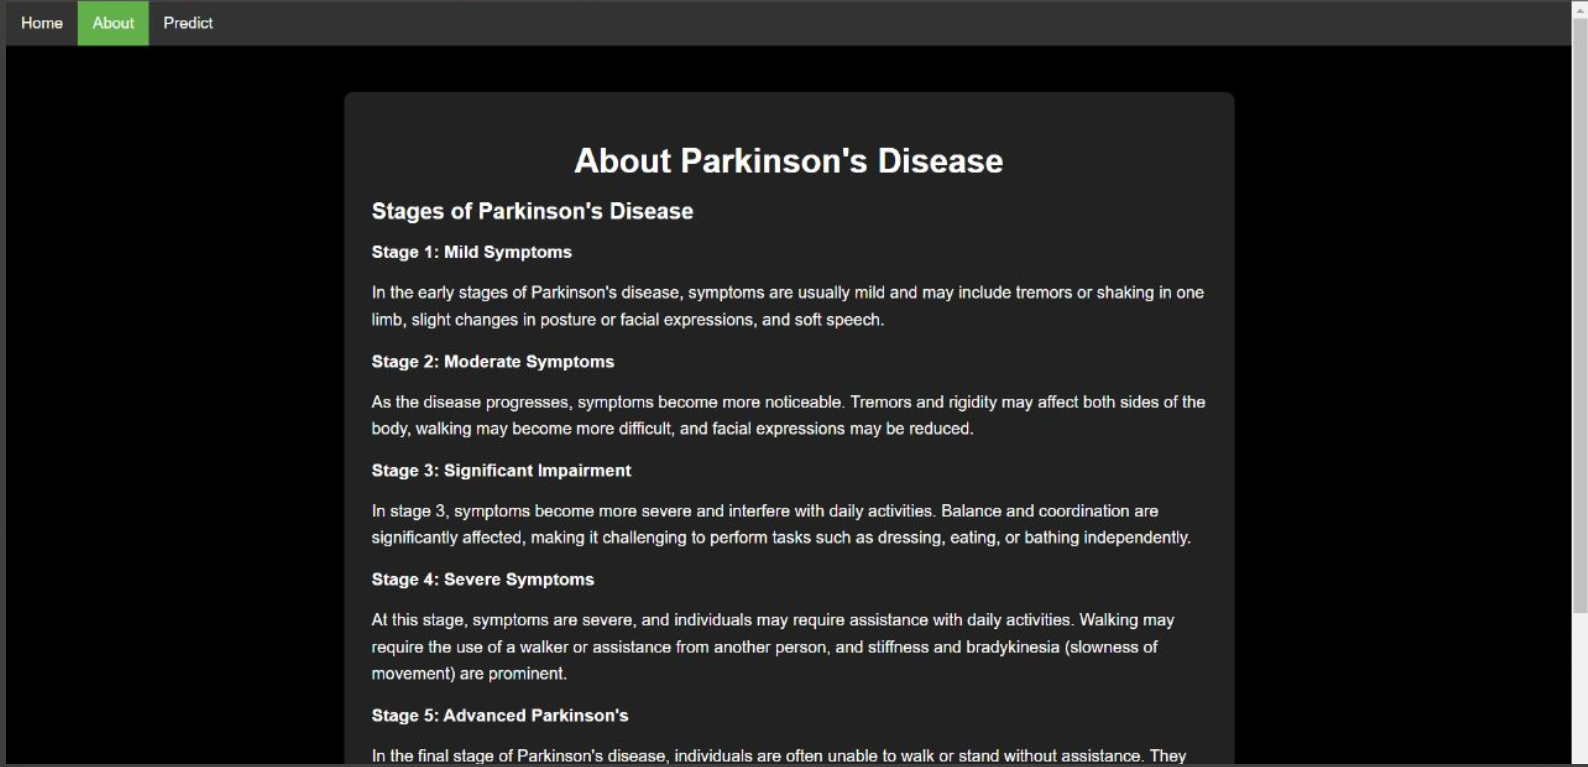 Home About Predict
About Parkinson's Disease
Stages of Parkinson's Disease
Stage 1: Mild Symptoms
In the early stages of Parkinson's disease, symptoms are usually mild and may include tremors or shaking in one
limb, slight changes in posture or facial expressions, and soft speech.
Stage 2: Moderate Symptoms
As the disease progresses, symptoms become more noticeable. Tremors and rigidity may affect both sides of the
body, walking may become more difficult, and facial expressions may be reduced.
Stage 3: Significant Impairment
In stage 3, symptoms become more severe and interfere with daily activities. Balance and coordination are
significantly affected, making it challenging to perform tasks such as dressing, eating, or bathing independently.
Stage 4: Severe Symptoms
At this stage, symptoms are severe, and individuals may require assistance with daily activities. Walking may
require the use of a walker or assistance from another person, and stiffness and bradykinesia (slowness of
movement) are prominent.
Stage 5: Advanced Parkinson's
In the final stage of Parkinson's disease, individuals are often unable to walk or stand without assistance. They